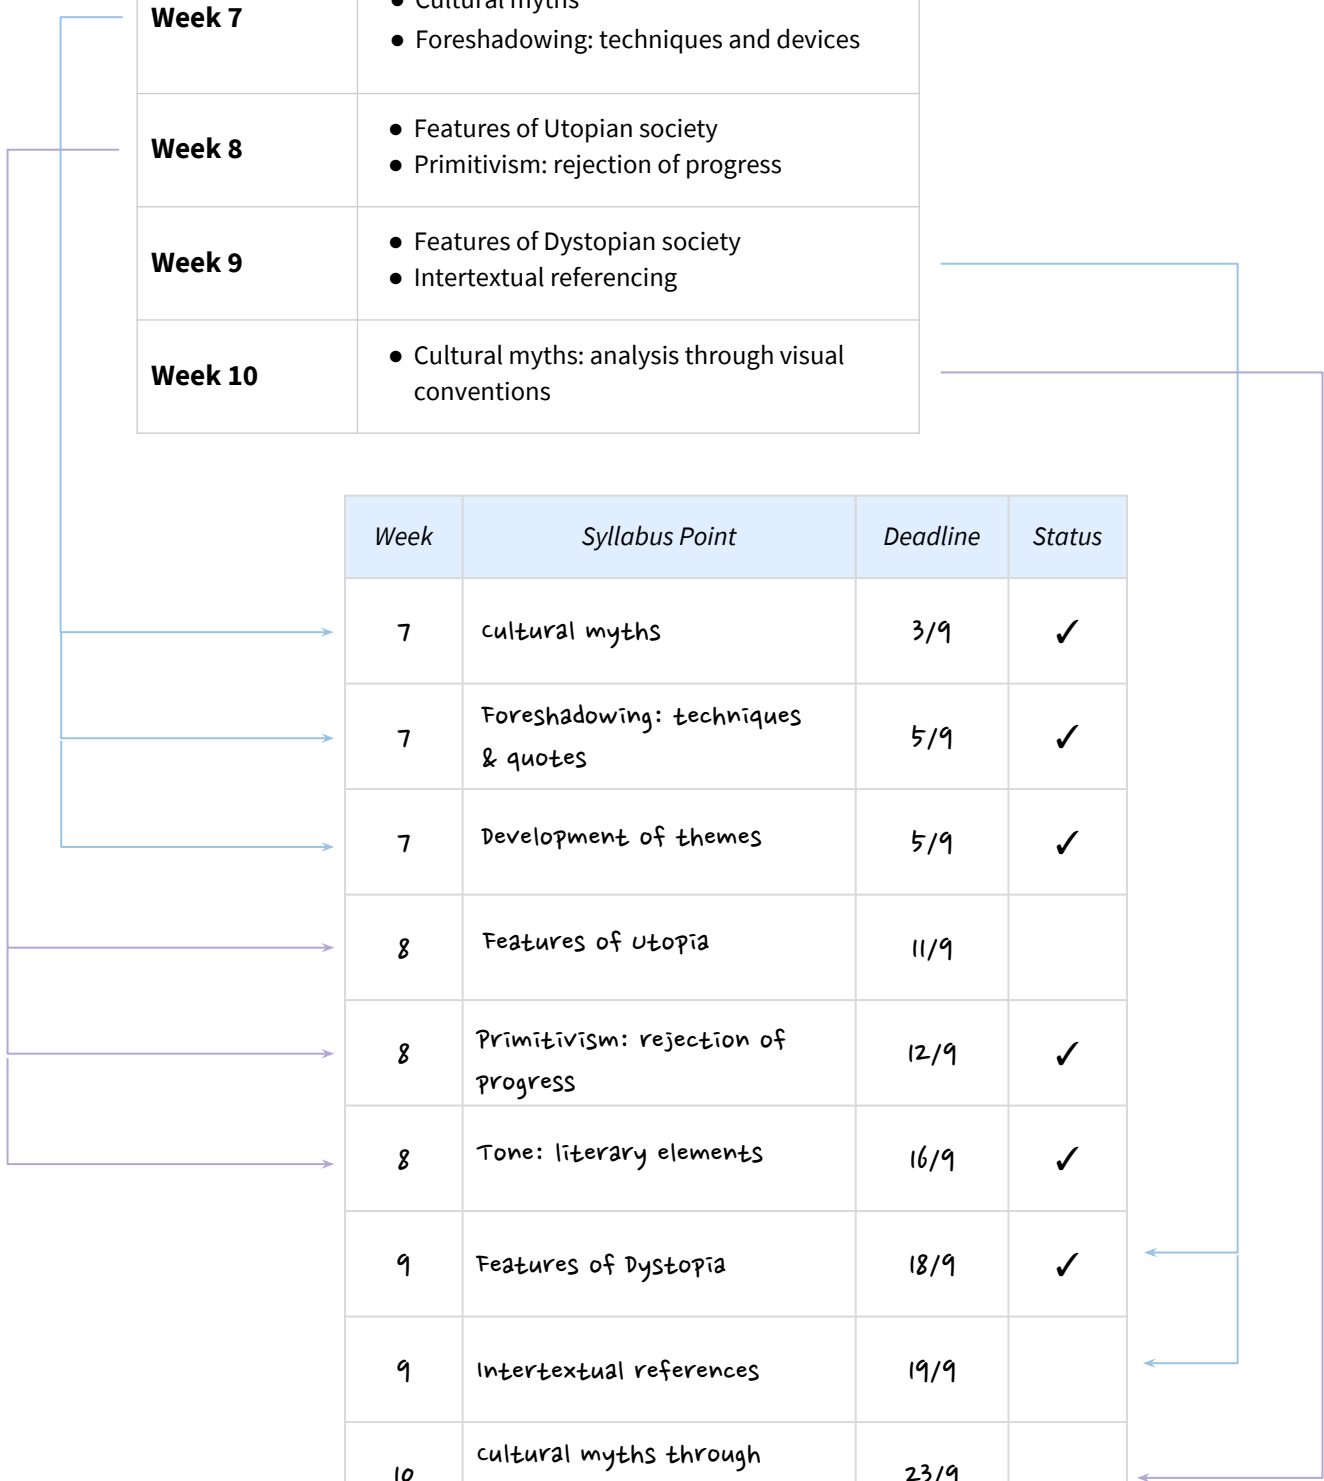 Week 7
● Cultural myths
● Foreshadowing: techniques and devices
Week 8
● Features of Utopian society
● Primitivism: rejection of progress
Week 9
● Features of Dystopian society
● Intertextual referencing
Week 10
● Cultural myths: analysis through visual
conventions
Week Syllabus Point Deadline Status
7 Cultural myths 3/9 ✓
7 Foreshadowing: techniques
& quotes 5/9 ✓
7 Development of themes 5/9 ✓
8 Features of Utopia 11/9
8 Primitivism: rejection of
progress 12/9 ✓
8 Tone: literary elements 16/9 ✓
9 Features of Dystopia 18/9 ✓
9 Intertextual references 19/9
10 Cultural myths through 23/9